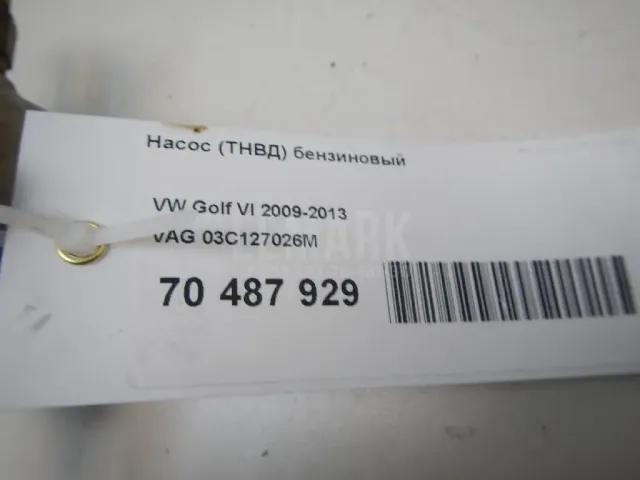 Насос (ТНВД) бензиновый
VW Golf VI 2009-2013
VAG 03C127026M
70 487 929